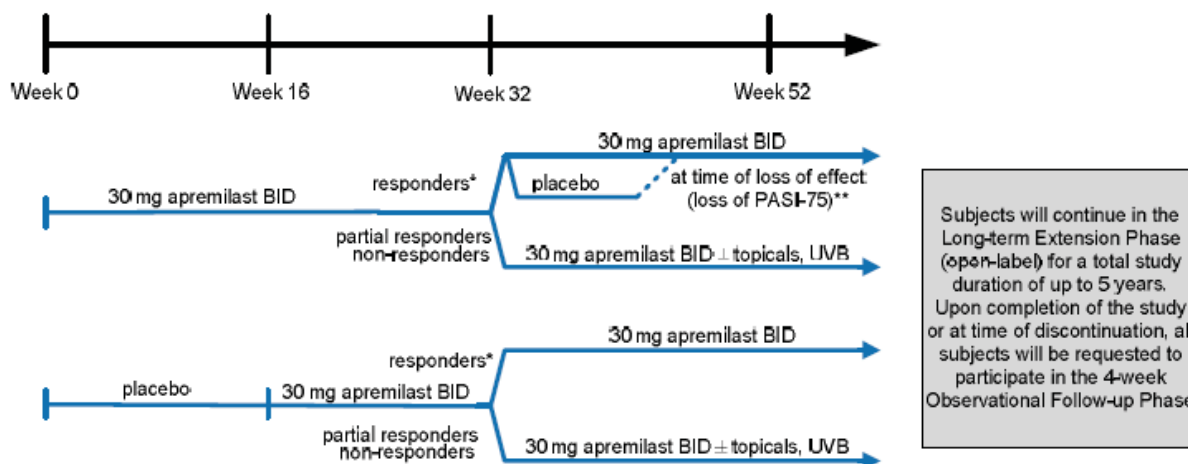 Week 0
Week 16
Week 32
Week 52
30 mg apremilast BID
responders*
placebo
at time of loss of effect
(loss of PASI-75)**
30 mg apremilast BID
partial responders
non-responders
30 mg apremilast BID ± topicals, UVB
30 mg apremilast BID
responders*
placebo
30 mg apremilast BID
partial responders
non-responders
30 mg apremilast BID ± topicals, UVB
Subjects will continue in the
Long-term Extension Phase
(open-label) for a total study
duration of up to 5 years.
Upon completion of the study
or at time of discontinuation, al
subjects will be requested to
participate in the 4-week
Observational Follow-up Phase